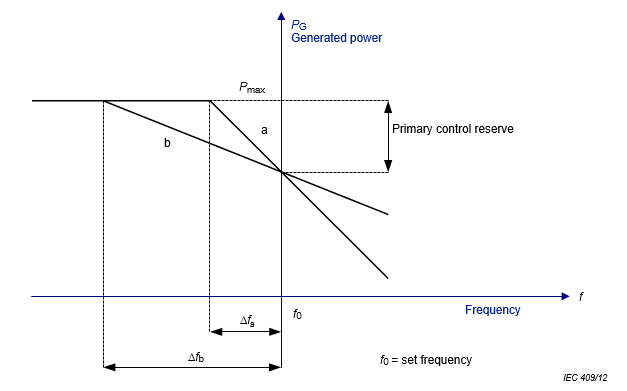 PG
Generated power
Pmax
a
Primary control reserve
b
f
f0
Frequency
Δfa
Δfb
f0 = set frequency
IEC 409/12